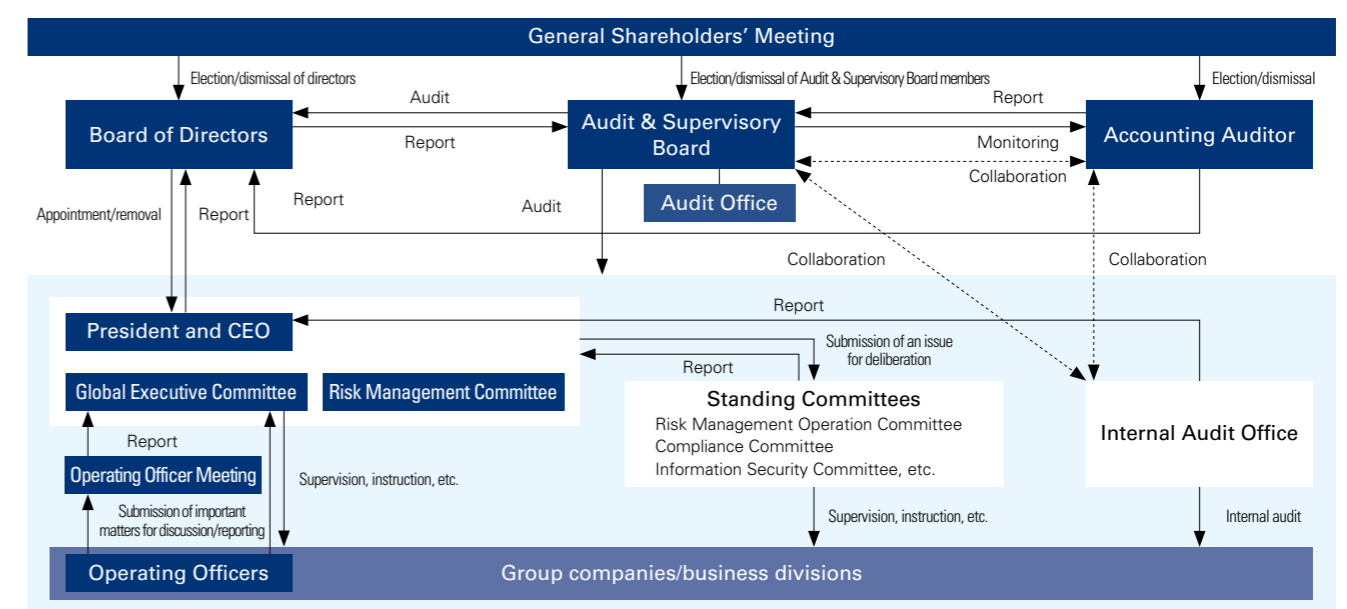 General Shareholders' Meeting
Election/dismissal of directors
Election/dismissal of Audit & Supervisory Board members
Election/dismissal
Audit
Report
Board of Directors
Report
Audit & Supervisory
Board
Monitoring
Accounting Auditor
Collaboration
Audit Office
Appointment/removal
Report
Report
Audit
Collaboration
Collaboration
Report
President and CEO
Submission of an issue
for deliberation
Report
Global Executive Committee
Risk Management Committee
Standing Committees
Risk Management Operation Committee
Compliance Committee
Information Security Committee, etc.
Internal Audit Office
Report
Operating Officer Meeting
Supervision, instruction, etc.
Submission of important
matters for discussion/reporting
Supervision, instruction, etc.
Internal audit
Operating Officers
Group companies/business divisions